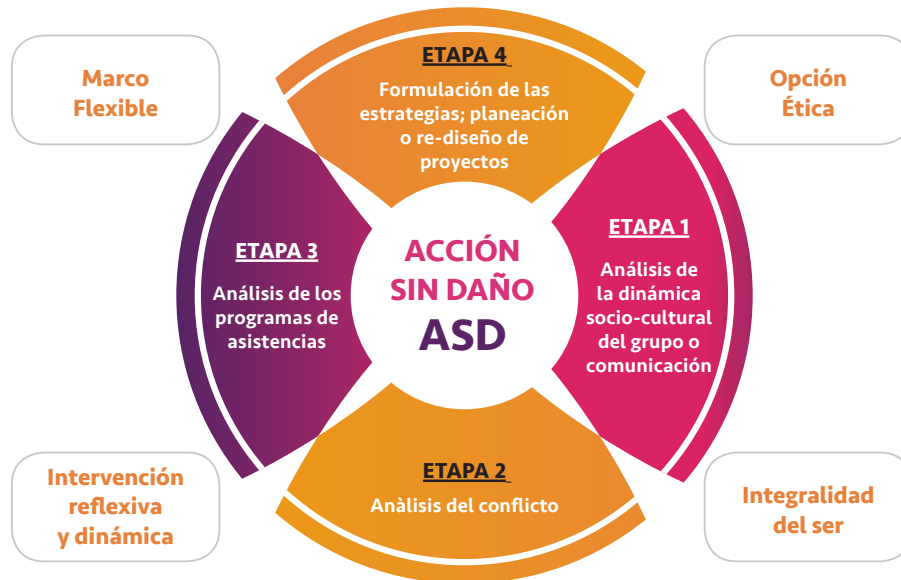 Marco
Flexible
ETAPA 4
Formulación de las
estrategias; planeación
o re-diseño de
proyectos
Opción
Ética
ETAPA 3
Análisis de los
programas de
asistencias
ACCIÓN
SIN DAÑO
ASD
ETAPA 1
Análisis de
la dinámica
socio-cultural
del grupo o
comunicación
ETAPA 2
Anàlisis del conflicto
Intervención
reflexiva
y dinámica
Integralidad
del ser